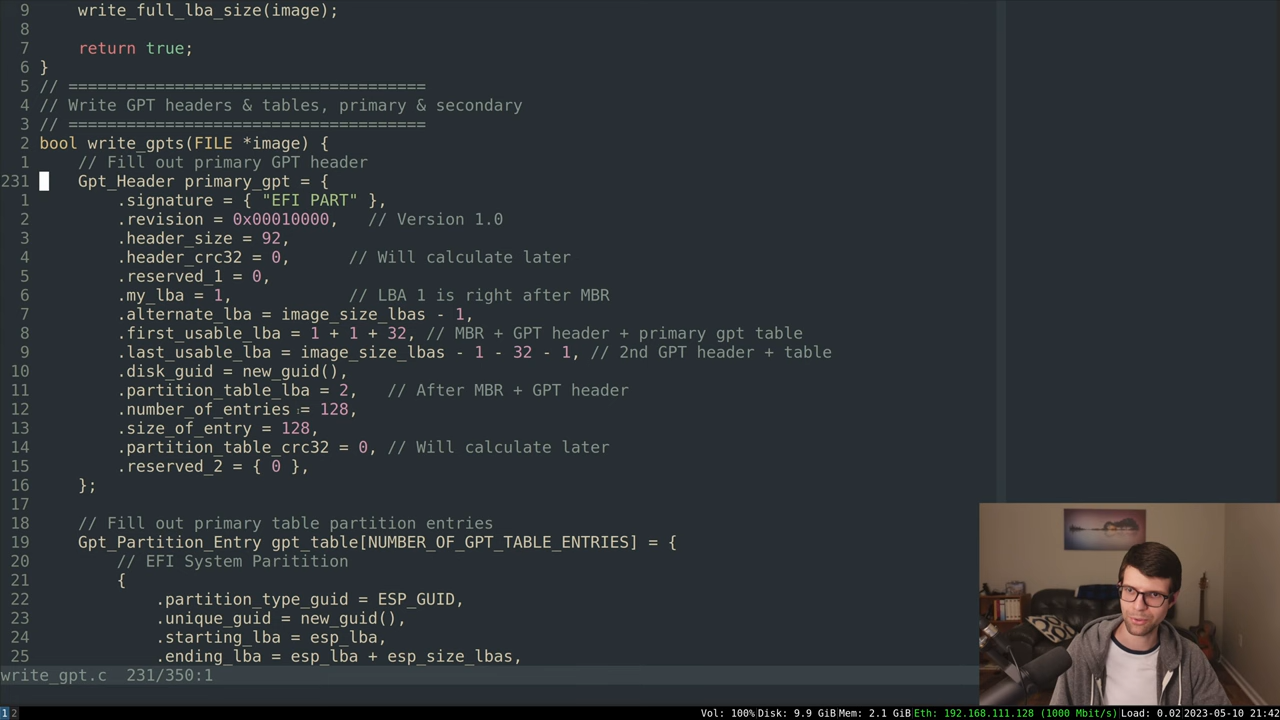 9     write_full_lba_size(image);
8
7     return true;
6 }
5 // =====================================
4 // Write GPT headers & tables, primary & secondary
3 // =====================================
2 bool write_gpts(FILE *image) {
1     // Fill out primary GPT header
231     Gpt_Header primary_gpt = {
1         .signature = { "EFI PART" },
2         .revision = 0x00010000,   // Version 1.0
3         .header_size = 92,
4         .header_crc32 = 0,      // Will calculate later
5         .reserved_1 = 0,
6         .my_lba = 1,            // LBA 1 is right after MBR
7         .alternate_lba = image_size_lbas - 1,
8         .first_usable_lba = 1 + 1 + 32, // MBR + GPT header + primary gpt table
9         .last_usable_lba = image_size_lbas - 1 - 32 - 1, // 2nd GPT header + table
10         .disk_guid = new_guid(),
11         .partition_table_lba = 2,   // After MBR + GPT header
12         .number_of_entries = 128,
13         .size_of_entry = 128,
14         .partition_table_crc32 = 0, // Will calculate later
15         .reserved_2 = { 0 },
16     };
17
18     // Fill out primary table partition entries
19     Gpt_Partition_Entry gpt_table[NUMBER_OF_GPT_TABLE_ENTRIES] = {
20         // EFI System Paritition
21         {
22             .partition_type_guid = ESP_GUID,
23             .unique_guid = new_guid(),
24             .starting_lba = esp_lba,
25             .ending_lba = esp_lba + esp_size_lbas,
write_gpt.c  231/350:1
1 2 Vol: 100% Disk: 9.9 GiB Mem: 2.1 GiB Eth: 192.168.111.128 (1000 Mbit/s) Load: 0.02 2023-05-10 21:42